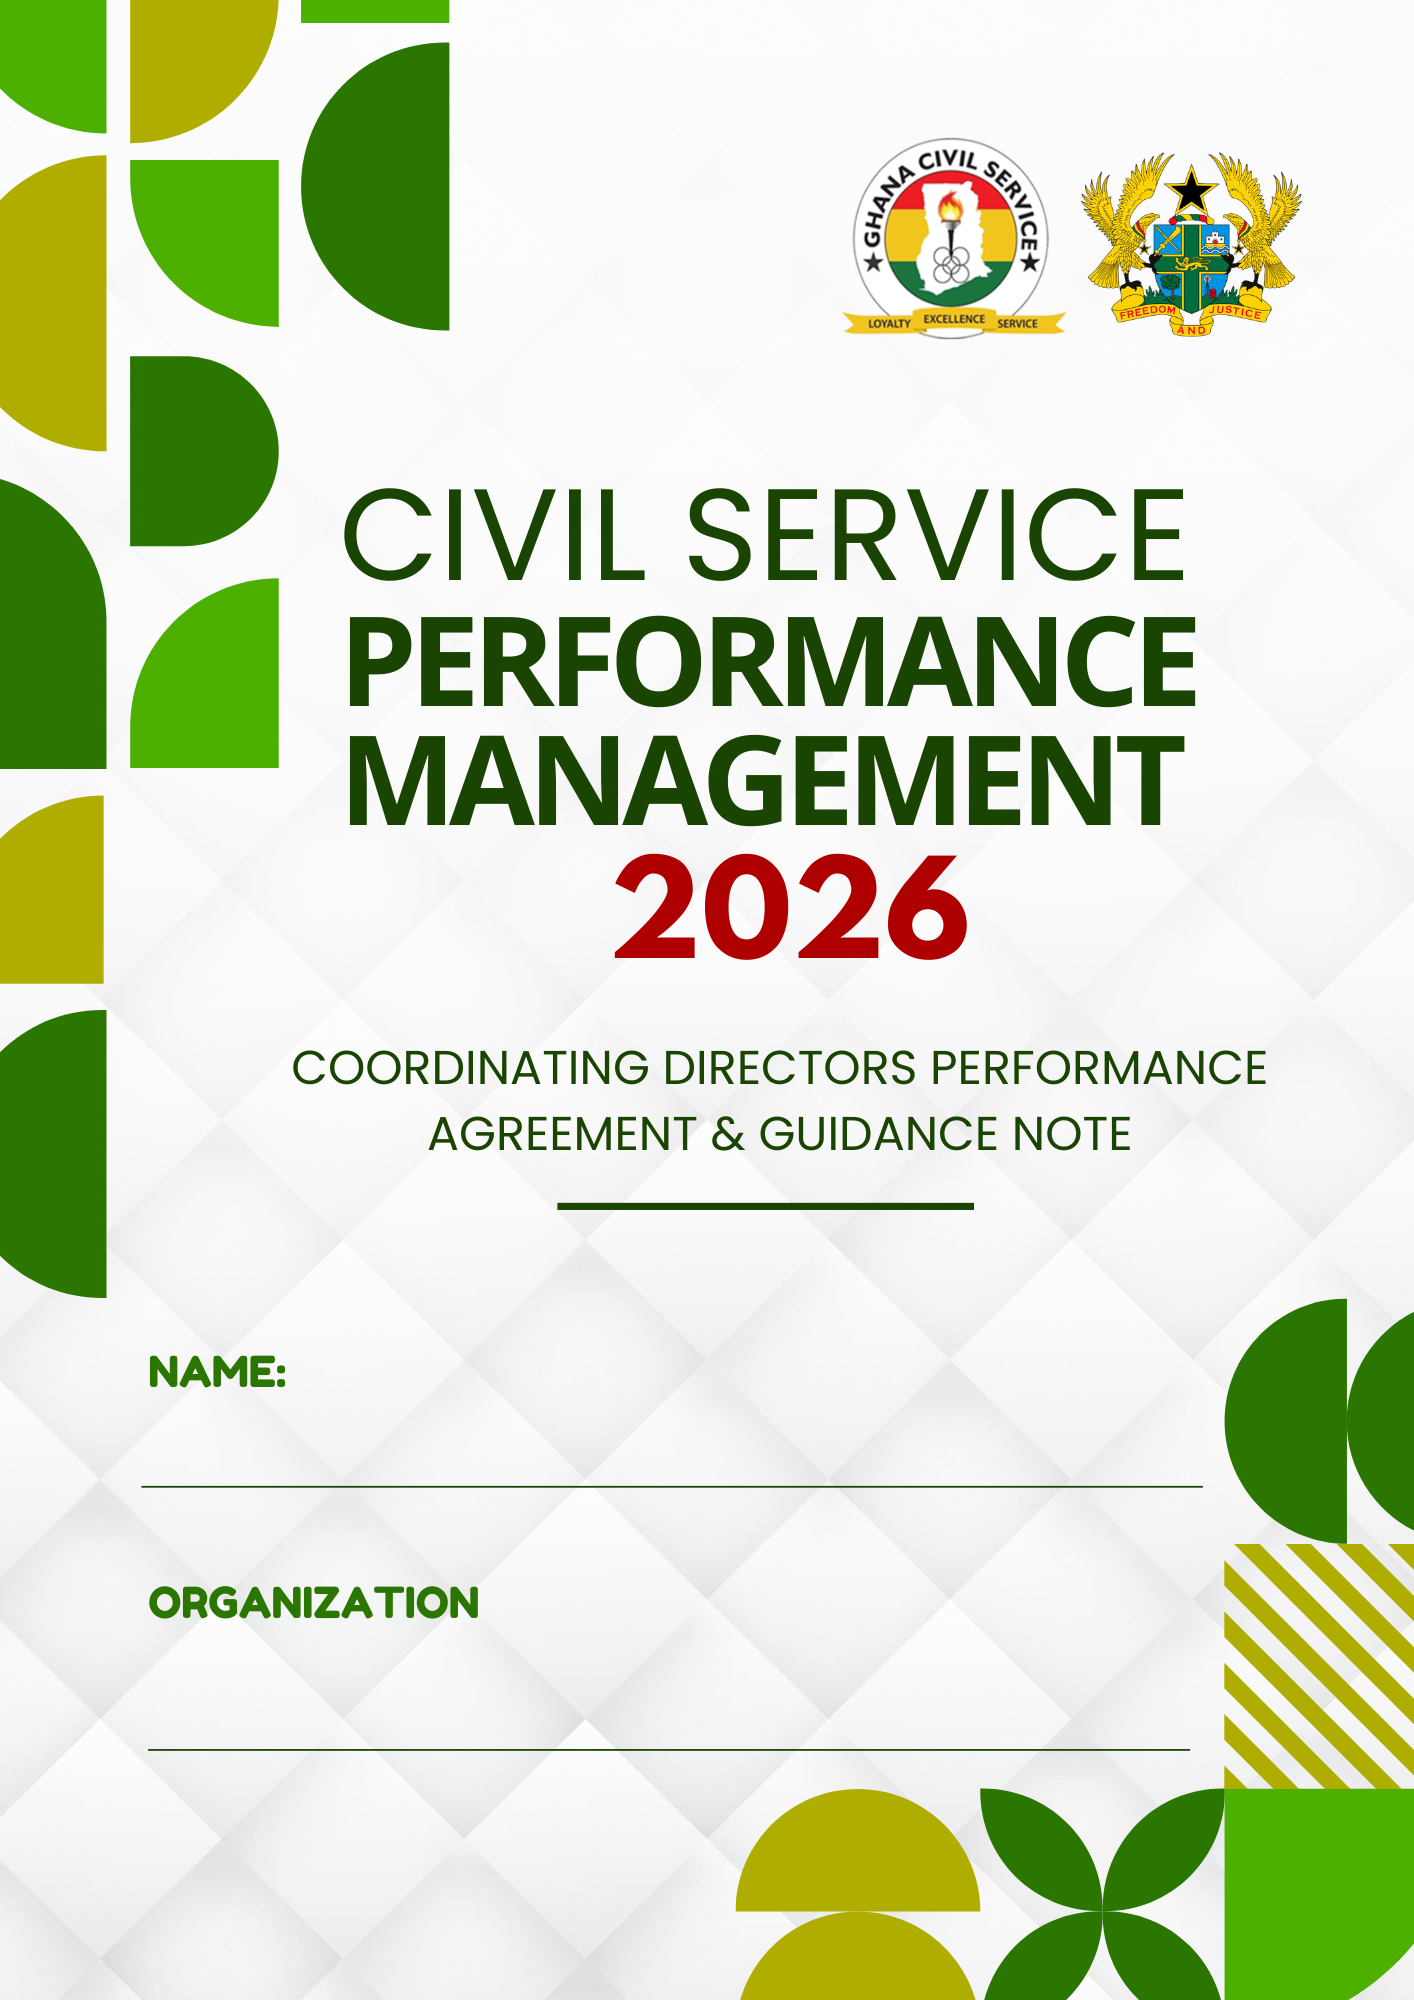 GHANA CIVIL SERVICE
LOYALTY EXCELLENCE SERVICE
FREEDOM AND JUSTICE
CIVIL SERVICE
PERFORMANCE
MANAGEMENT
2026
COORDINATING DIRECTORS PERFORMANCE
AGREEMENT & GUIDANCE NOTE
NAME:
ORGANIZATION